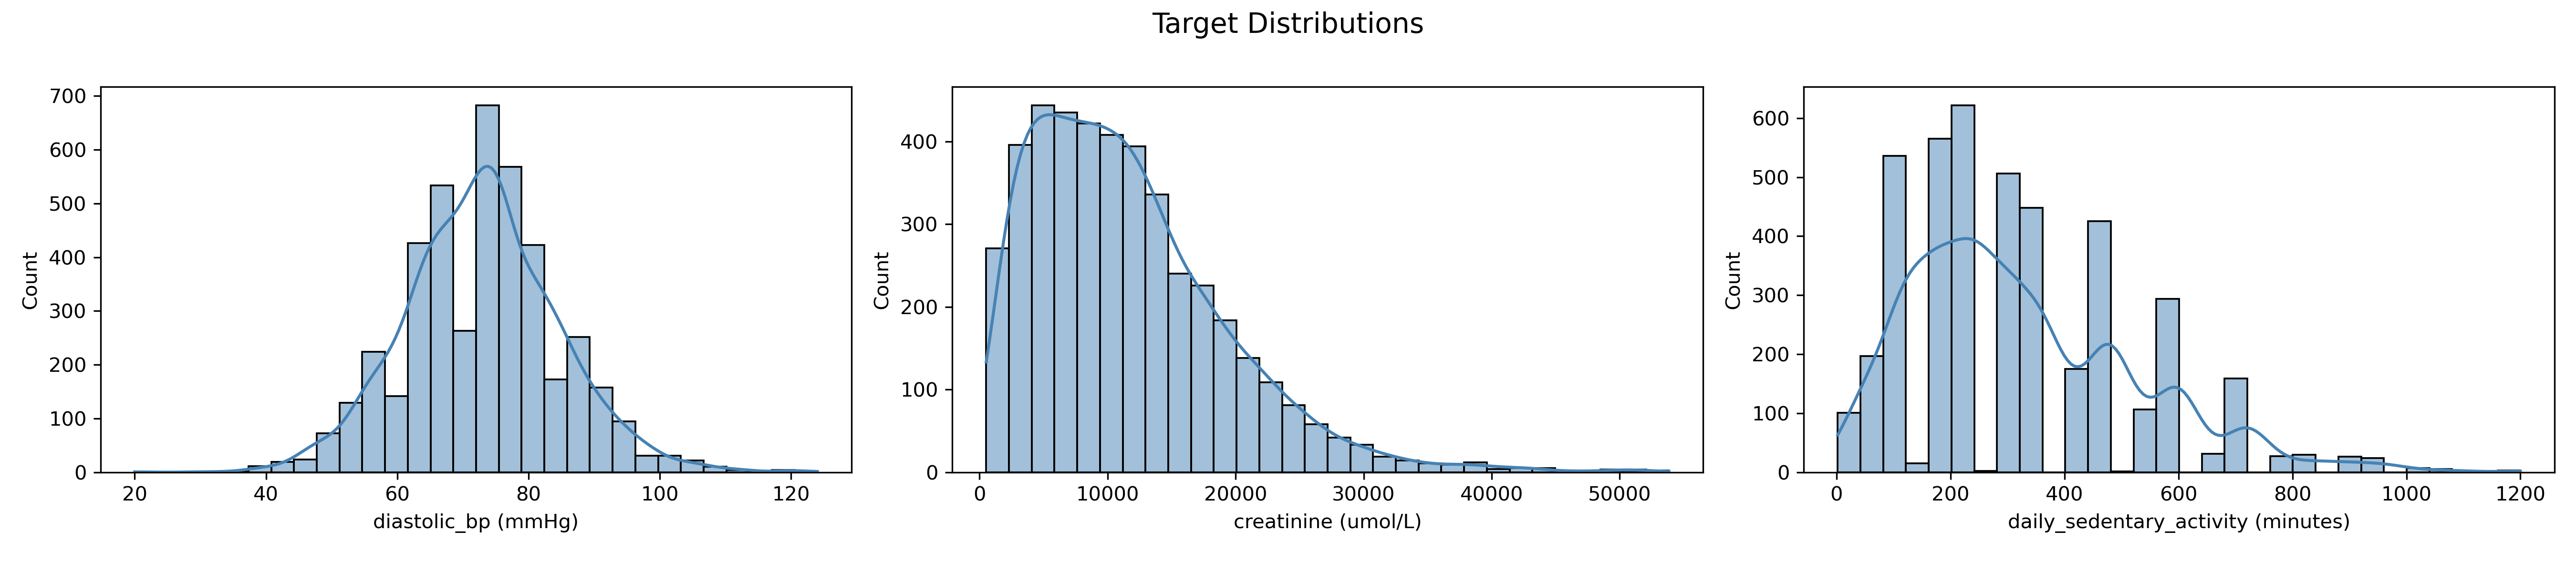 Target Distributions
700
600
500
400
300
200
100
0
Count
20 40 60 80 100 120
diastolic_bp (mmHg)
400
300
200
100
0
Count
0 10000 20000 30000 40000 50000
creatinine (umol/L)
600
500
400
300
200
100
0
Count
0 200 400 600 800 1000 1200
daily_sedentary_activity (minutes)